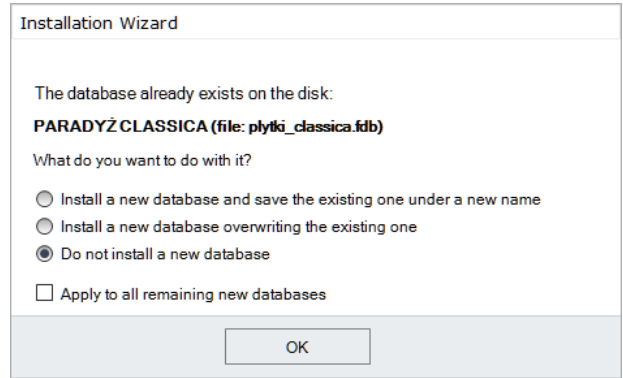 Installation Wizard
The database already exists on the disk:
PARADYŻ CLASSICA (file: plytki_classica.fdb)
What do you want to do with it?
Install a new database and save the existing one under a new name
Install a new database overwriting the existing one
Do not install a new database
Apply to all remaining new databases
OK